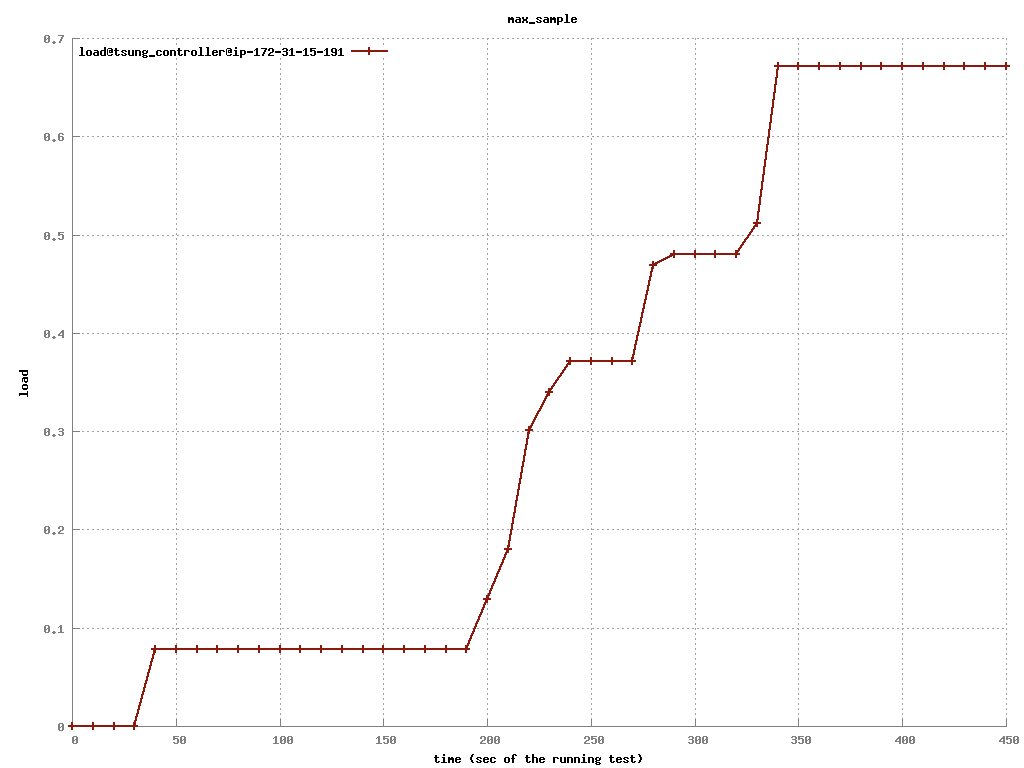 max_sample
load@tsung_controller@ip-172-31-15-191
0.7
0.6
0.5
0.4
0.3
0.2
0.1
0
load
0 50 100 150 200 250 300 350 400 450
time (sec of the running test)